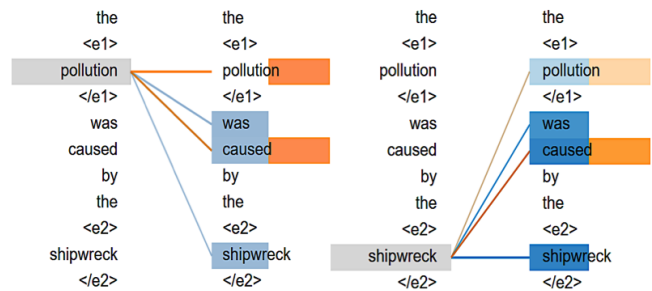 the the the the
<e1> <e1> <e1> <e1>
pollution pollution pollution pollution
</e1> </e1> </e1> </e1>
was was was was
caused caused caused caused
by by by by
the the the the
<e2> <e2> <e2> <e2>
shipwreck shipwreck shipwreck shipwreck
</e2> </e2> </e2> </e2>